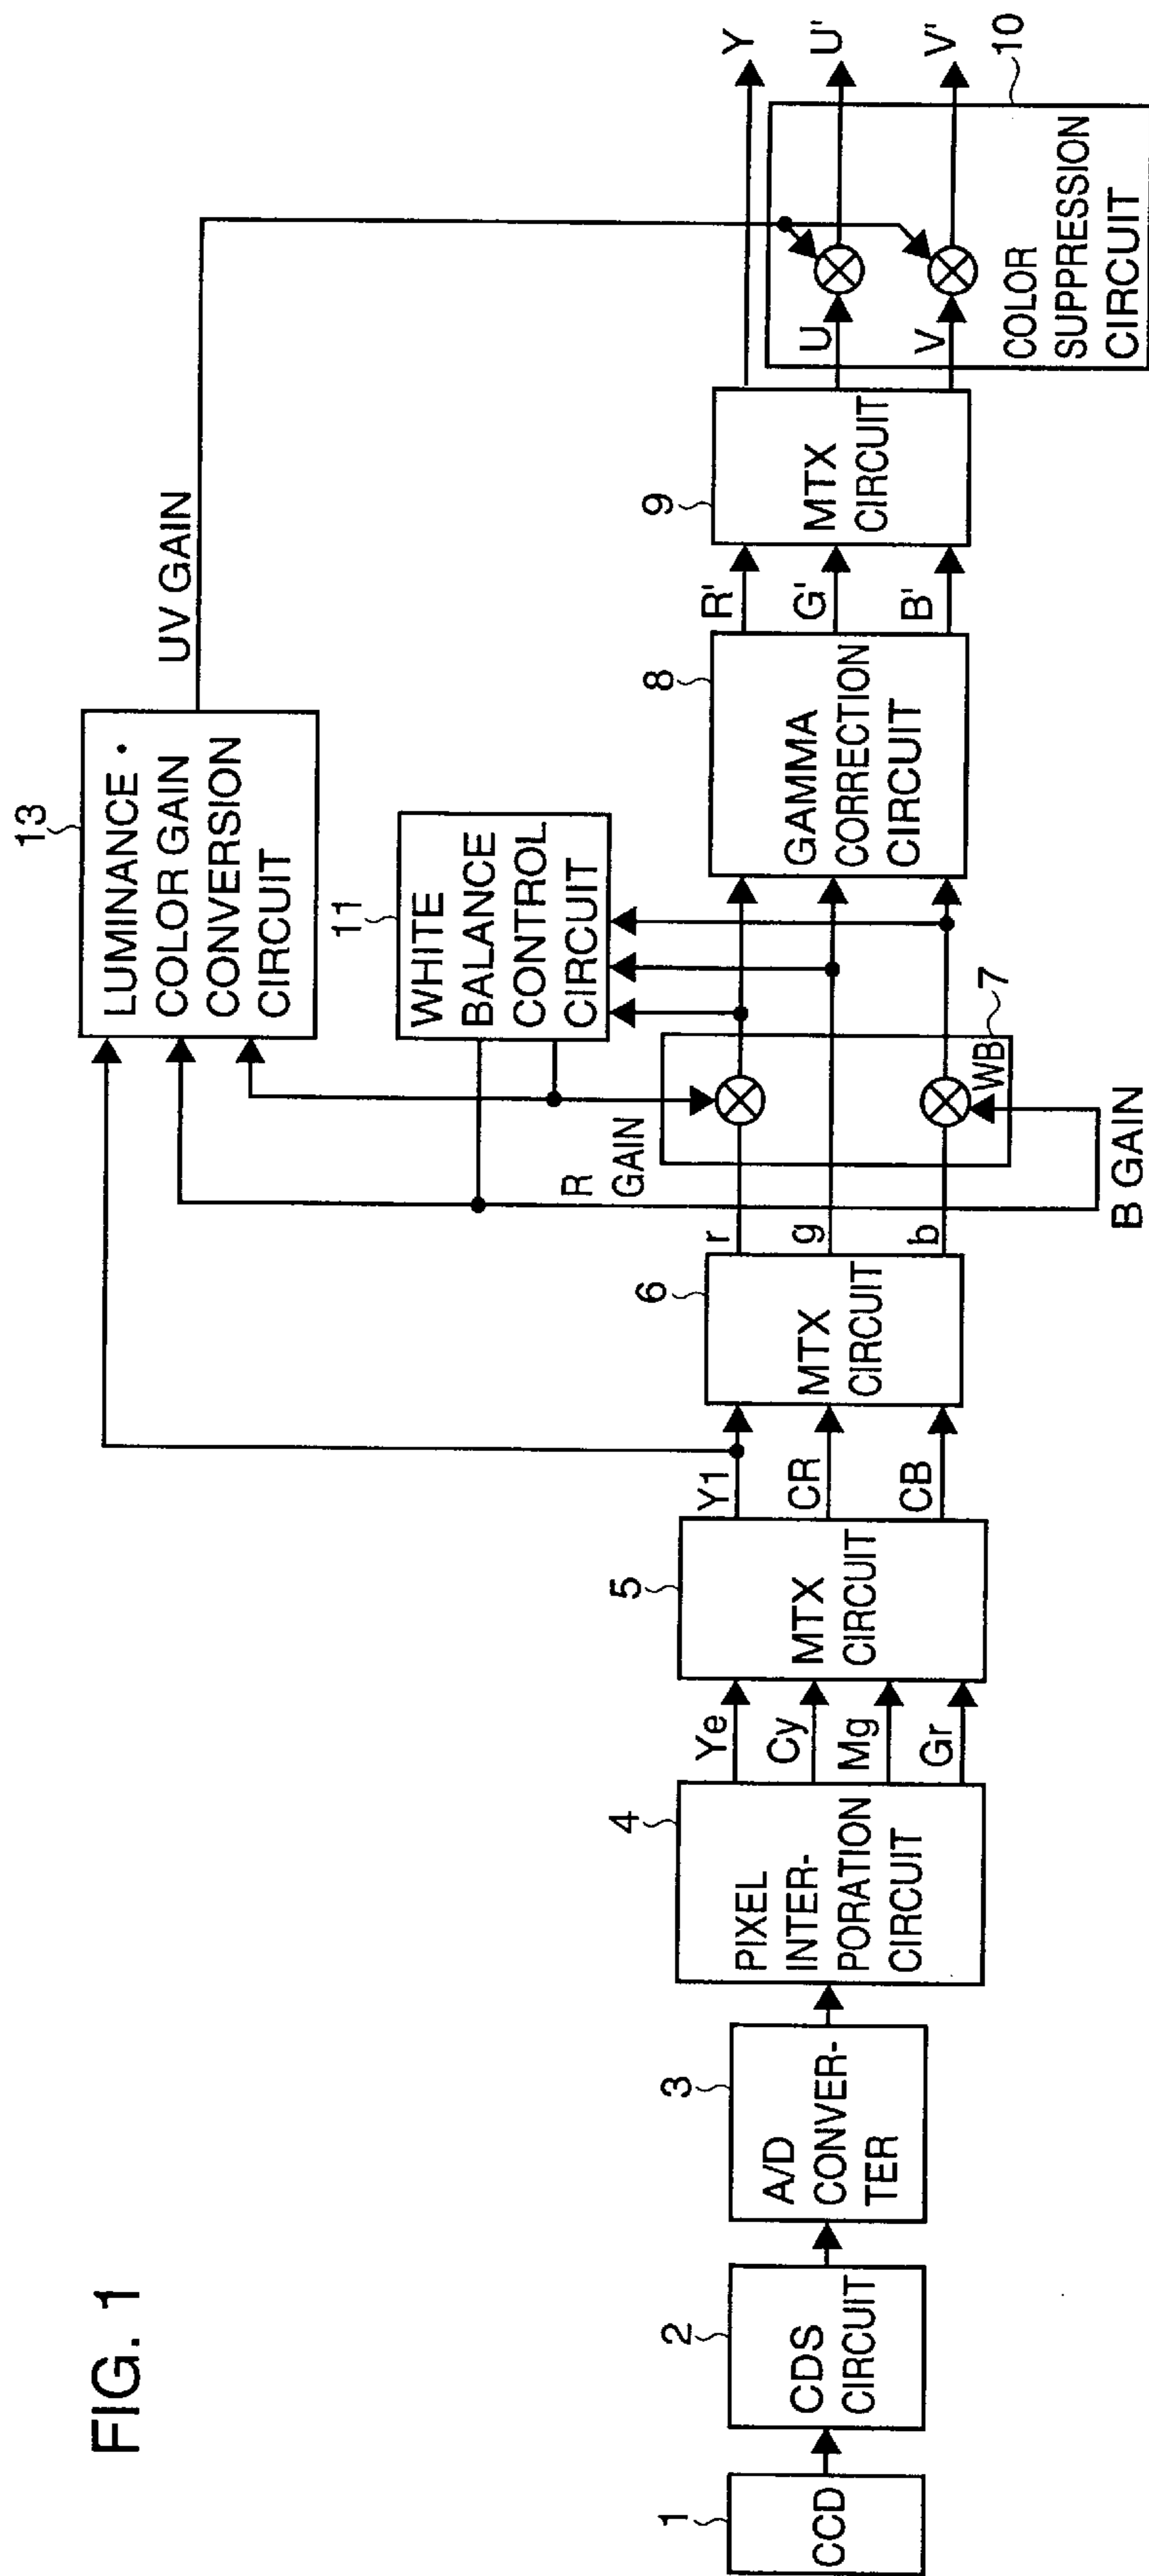 FIG. 1
1
CCD
2
CDS
CIRCUIT
3
A/D
CONVER-
TER
4
PIXEL
INTER-
PORATION
CIRCUIT
Ye
Cy
Mg
Gr
5
MTX
CIRCUIT
Y1
CR
CB
6
MTX
CIRCUIT
r
g
b
R
GAIN
B GAIN
WB
7
11
WHITE
BALANCE
CONTROL
CIRCUIT
13
LUMINANCE •
COLOR GAIN
CONVERSION
CIRCUIT
UV GAIN
8
GAMMA
CORRECTION
CIRCUIT
R'
G'
B'
9
MTX
CIRCUIT
U
V
COLOR
SUPPRESSION
CIRCUIT
10
Y
U'
V'